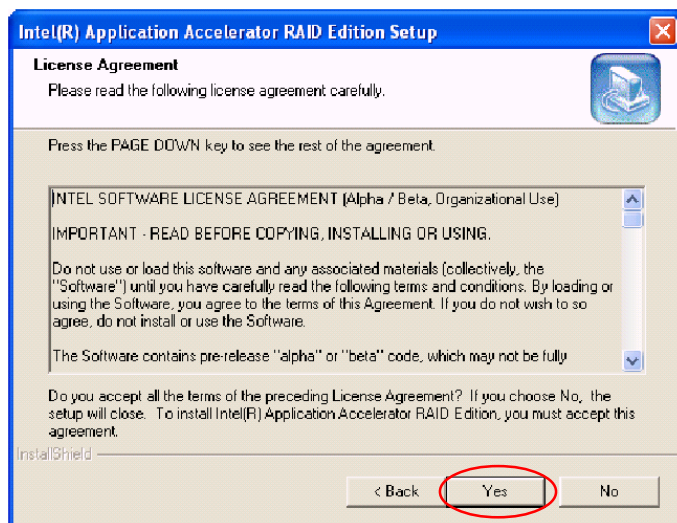 Intel(R) Application Accelerator RAID Edition Setup
License Agreement
Please read the following license agreement carefully.
Press the PAGE DOWN key to see the rest of the agreement.
INTEL SOFTWARE LICENSE AGREEMENT (Alpha / Beta, Organizational Use)
IMPORTANT - READ BEFORE COPYING, INSTALLING OR USING.
Do not use or load this software and any associated materials (collectively, the
"Software") until you have carefully read the following terms and conditions. By loading or
using the Software, you agree to the terms of this Agreement. If you do not wish to so
agree, do not install or use the Software.
The Software contains pre-release "alpha" or "beta" code, which may not be fully
Do you accept all the terms of the preceding License Agreement? If you choose No, the
setup will close. To install Intel(R) Application Accelerator RAID Edition, you must accept this
agreement.
InstallShield
< Back
Yes
No